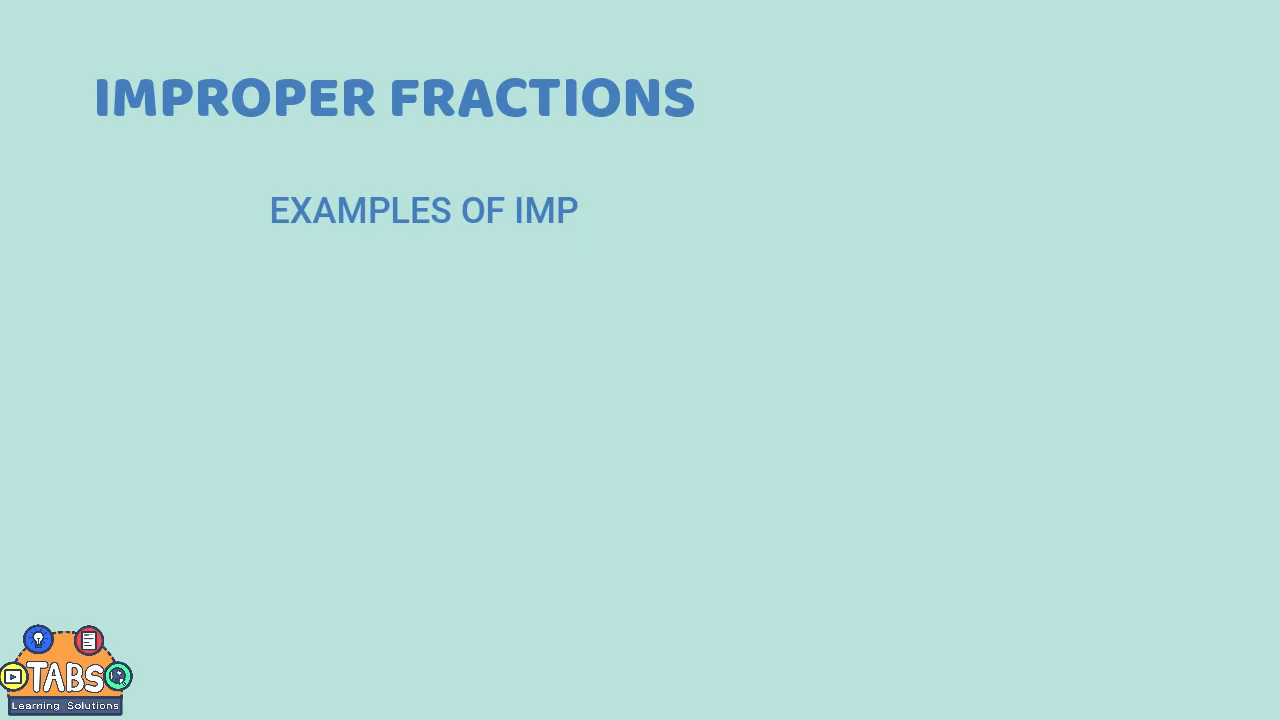 IMPROPER FRACTIONS
EXAMPLES OF IMP
TABS
Learning Solutions